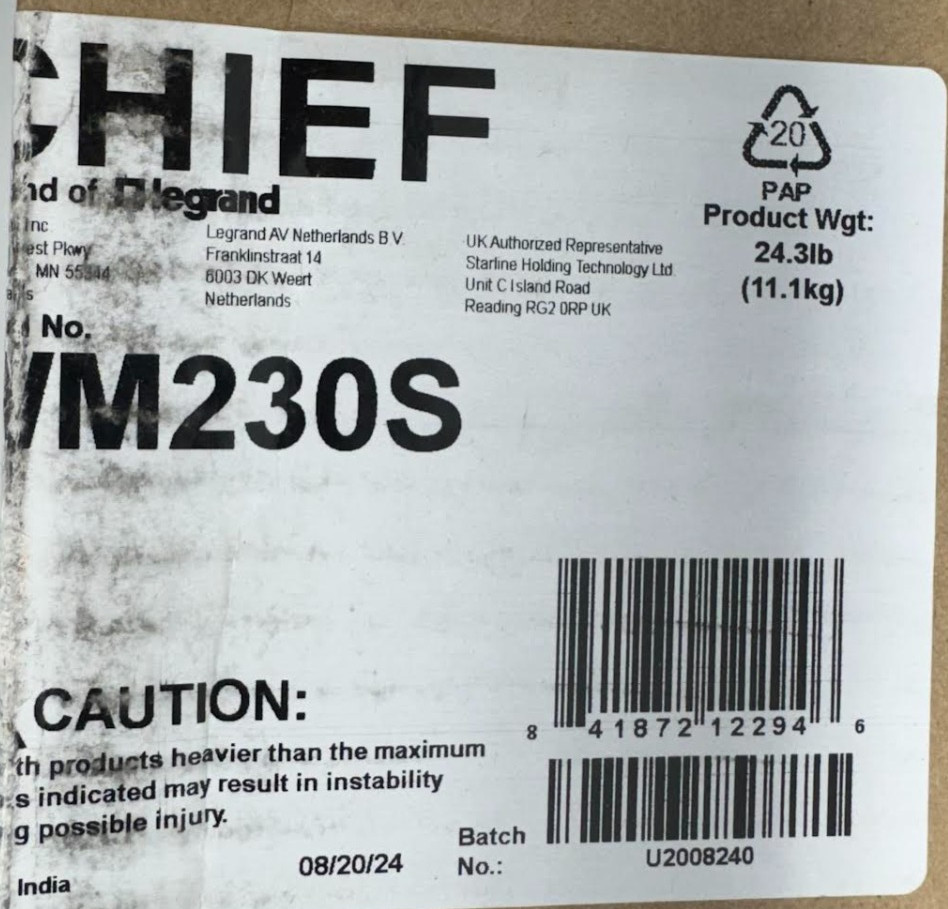 CHIEF
nd of legrand
Inc
est Pkwy
MN 55344
Legrand AV Netherlands B.V.
Franklinstraat 14
6003 DK Weert
Netherlands
UK Authorized Representative
Starline Holding Technology Ltd.
Unit C Island Road
Reading RG2 0RP UK
20
PAP
Product Wgt:
24.3lb
(11.1kg)
No.
M230S
CAUTION:
th products heavier than the maximum
s indicated may result in instability
g possible injury.
8 41872 12294 6
Batch
No.:
U2008240
08/20/24
India